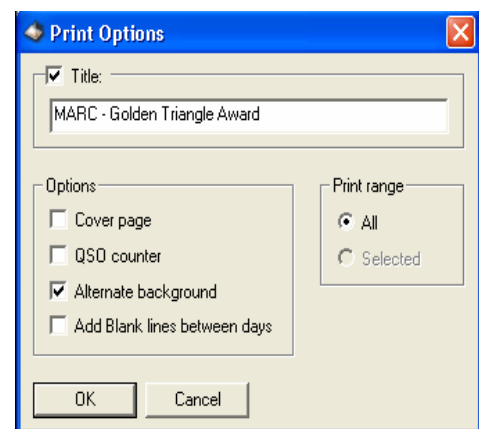 Print Options
Title:
MARC - Golden Triangle Award
Options
Cover page
QSO counter
Alternate background
Add Blank lines between days
Print range
All
Selected
OK
Cancel